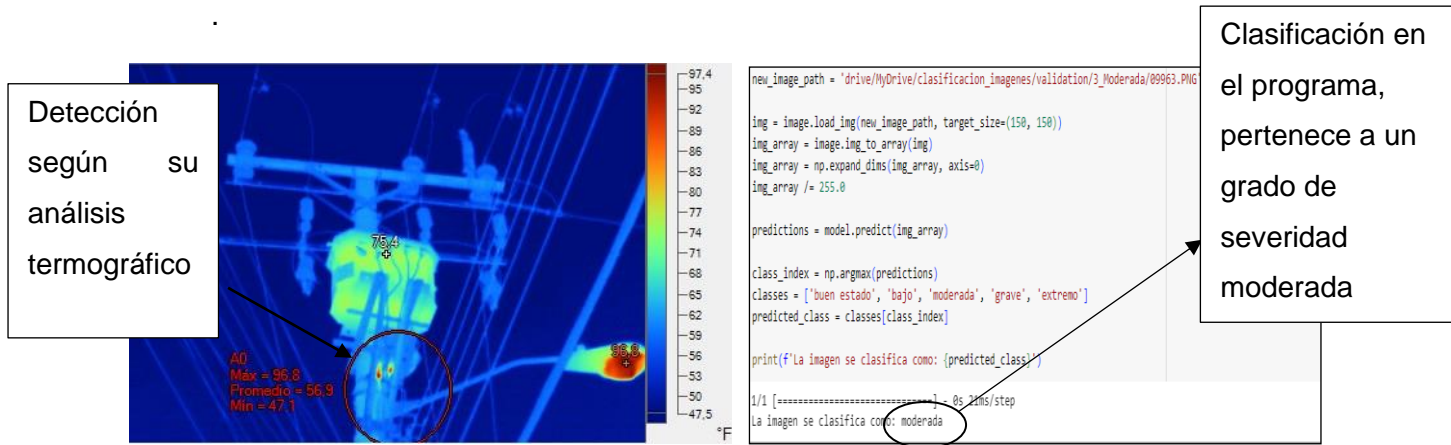 .
Detección
según su
análisis
termográfico
75,4
96,8
A0
Máx = 96,8
Promedio = 56,9
Mín = 47,1
97,4
95
92
89
86
83
80
77
74
71
68
65
62
59
56
53
50
47,5
°F
new_image_path = 'drive/MyDrive/clasificacion_imagenes/validation/3_Moderada/09963.PNG'
img = image.load_img(new_image_path, target_size=(150, 150))
img_array = image.img_to_array(img)
img_array = np.expand_dims(img_array, axis=0)
img_array /= 255.0
predictions = model.predict(img_array)
class_index = np.argmax(predictions)
classes = ['buen estado', 'bajo', 'moderada', 'grave', 'extremo']
predicted_class = classes[class_index]
print(f'La imagen se clasifica como: {predicted_class}')
1/1 [==============================] - 0s 21ms/step
La imagen se clasifica como: moderada
Clasificación en
el programa,
pertenece a un
grado de
severidad
moderada